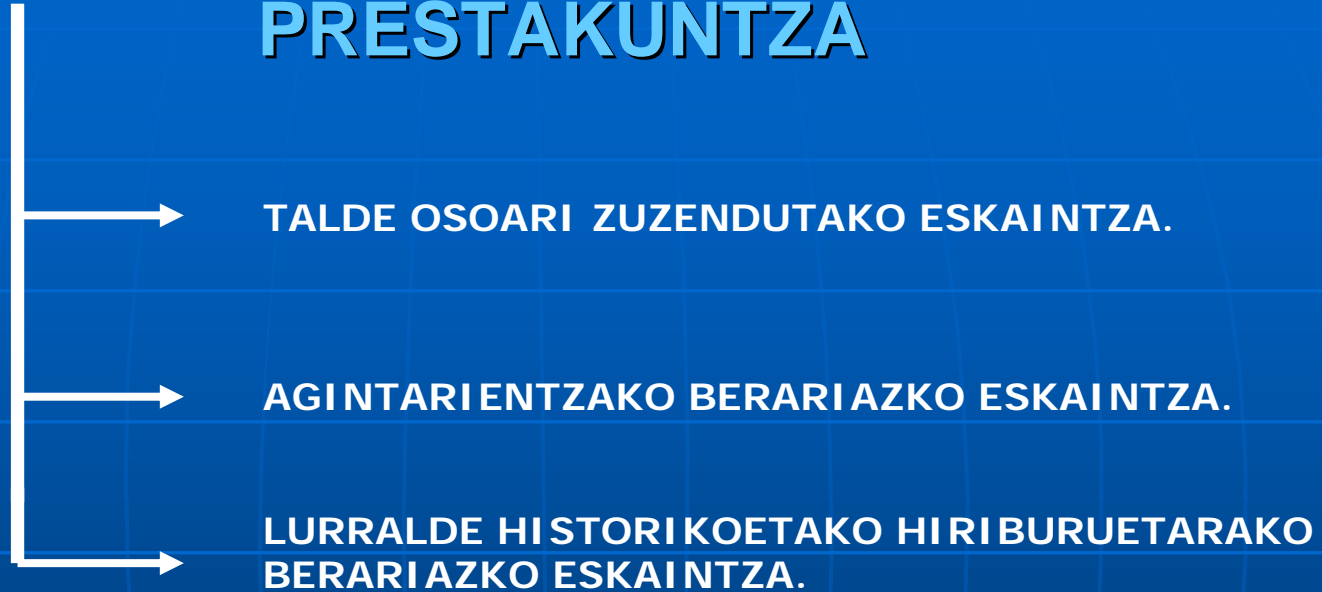 PRESTAKUNTZA
TALDE OSOARI ZUZENDUTAKO ESKAINTZA.
AGINTARIENTZAKO BERARIAZKO ESKAINTZA.
LURRALDE HISTORIKOETAKO HIRIBURUETARAKO
BERARIAZKO ESKAINTZA.